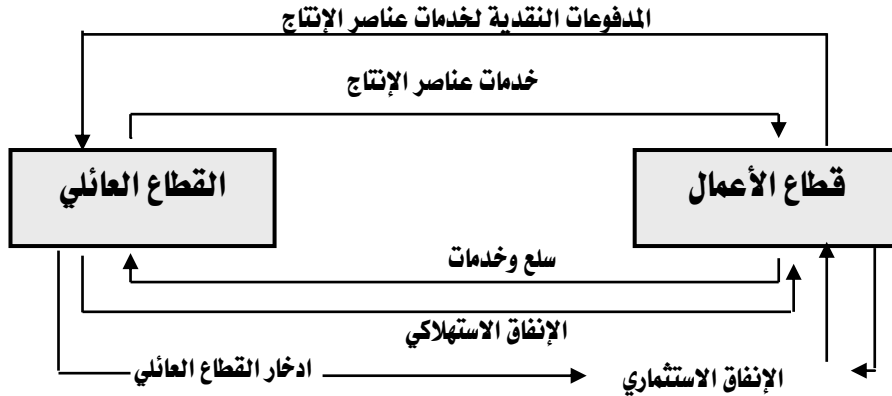 المدفوعات النقدية لخدمات عناصر الإنتاج
خدمات عناصر الإنتاج
قطاع الأعمال
القطاع العائلي
سلع وخدمات
الإنفاق الاستهلاكي
الإنفاق الاستثماري
ادخار القطاع العائلي